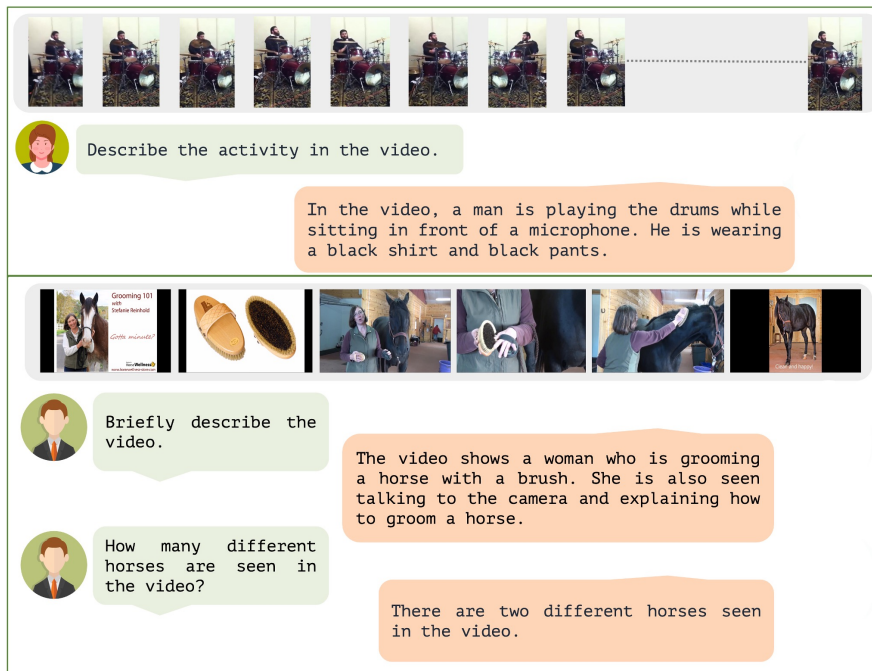 Describe the activity in the video.
In the video, a man is playing the drums while
sitting in front of a microphone. He is wearing
a black shirt and black pants.
Grooming 101
with
Stefanie Reinhold
Gotta minute?
Clean and happy
Briefly describe the
video.
The video shows a woman who is grooming
a horse with a brush. She is also seen
talking to the camera and explaining how
to groom a horse.
How many different
horses are seen in
the video?
There are two different horses seen
in the video.